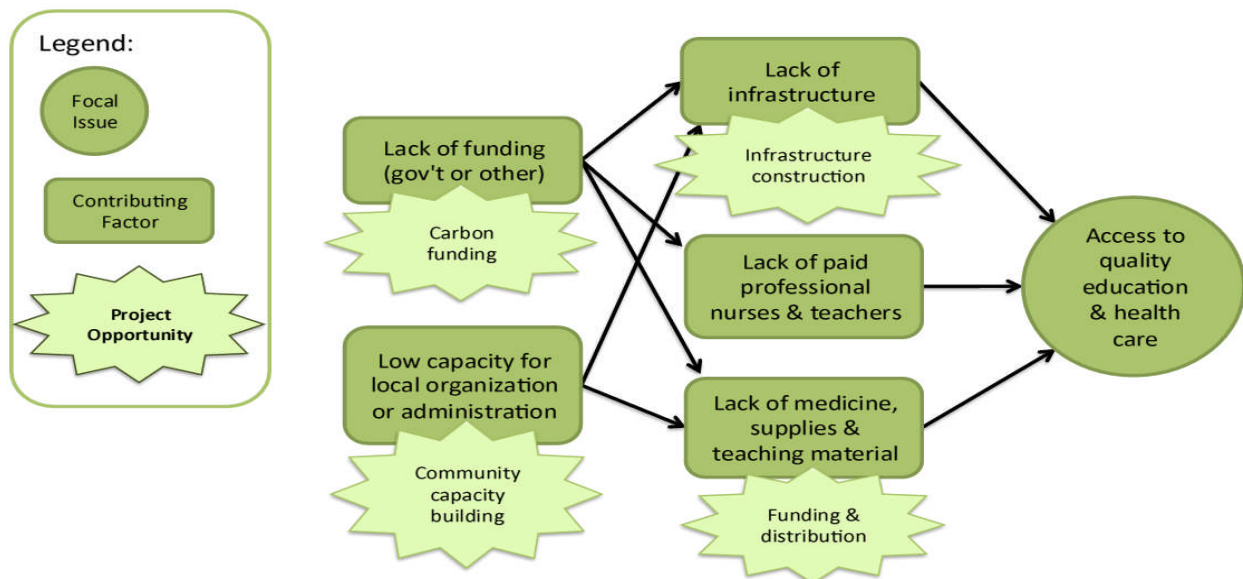 Legend:
Focal
Issue
Contributing
Factor
Project
Opportunity
Lack of funding
(gov't or other)
Carbon
funding
Low capacity for
local organization
or administration
Community
capacity
building
Lack of
infrastructure
Infrastructure
construction
Lack of paid
professional
nurses & teachers
Lack of medicine,
supplies &
teaching material
Funding &
distribution
Access to
quality
education
& health
care